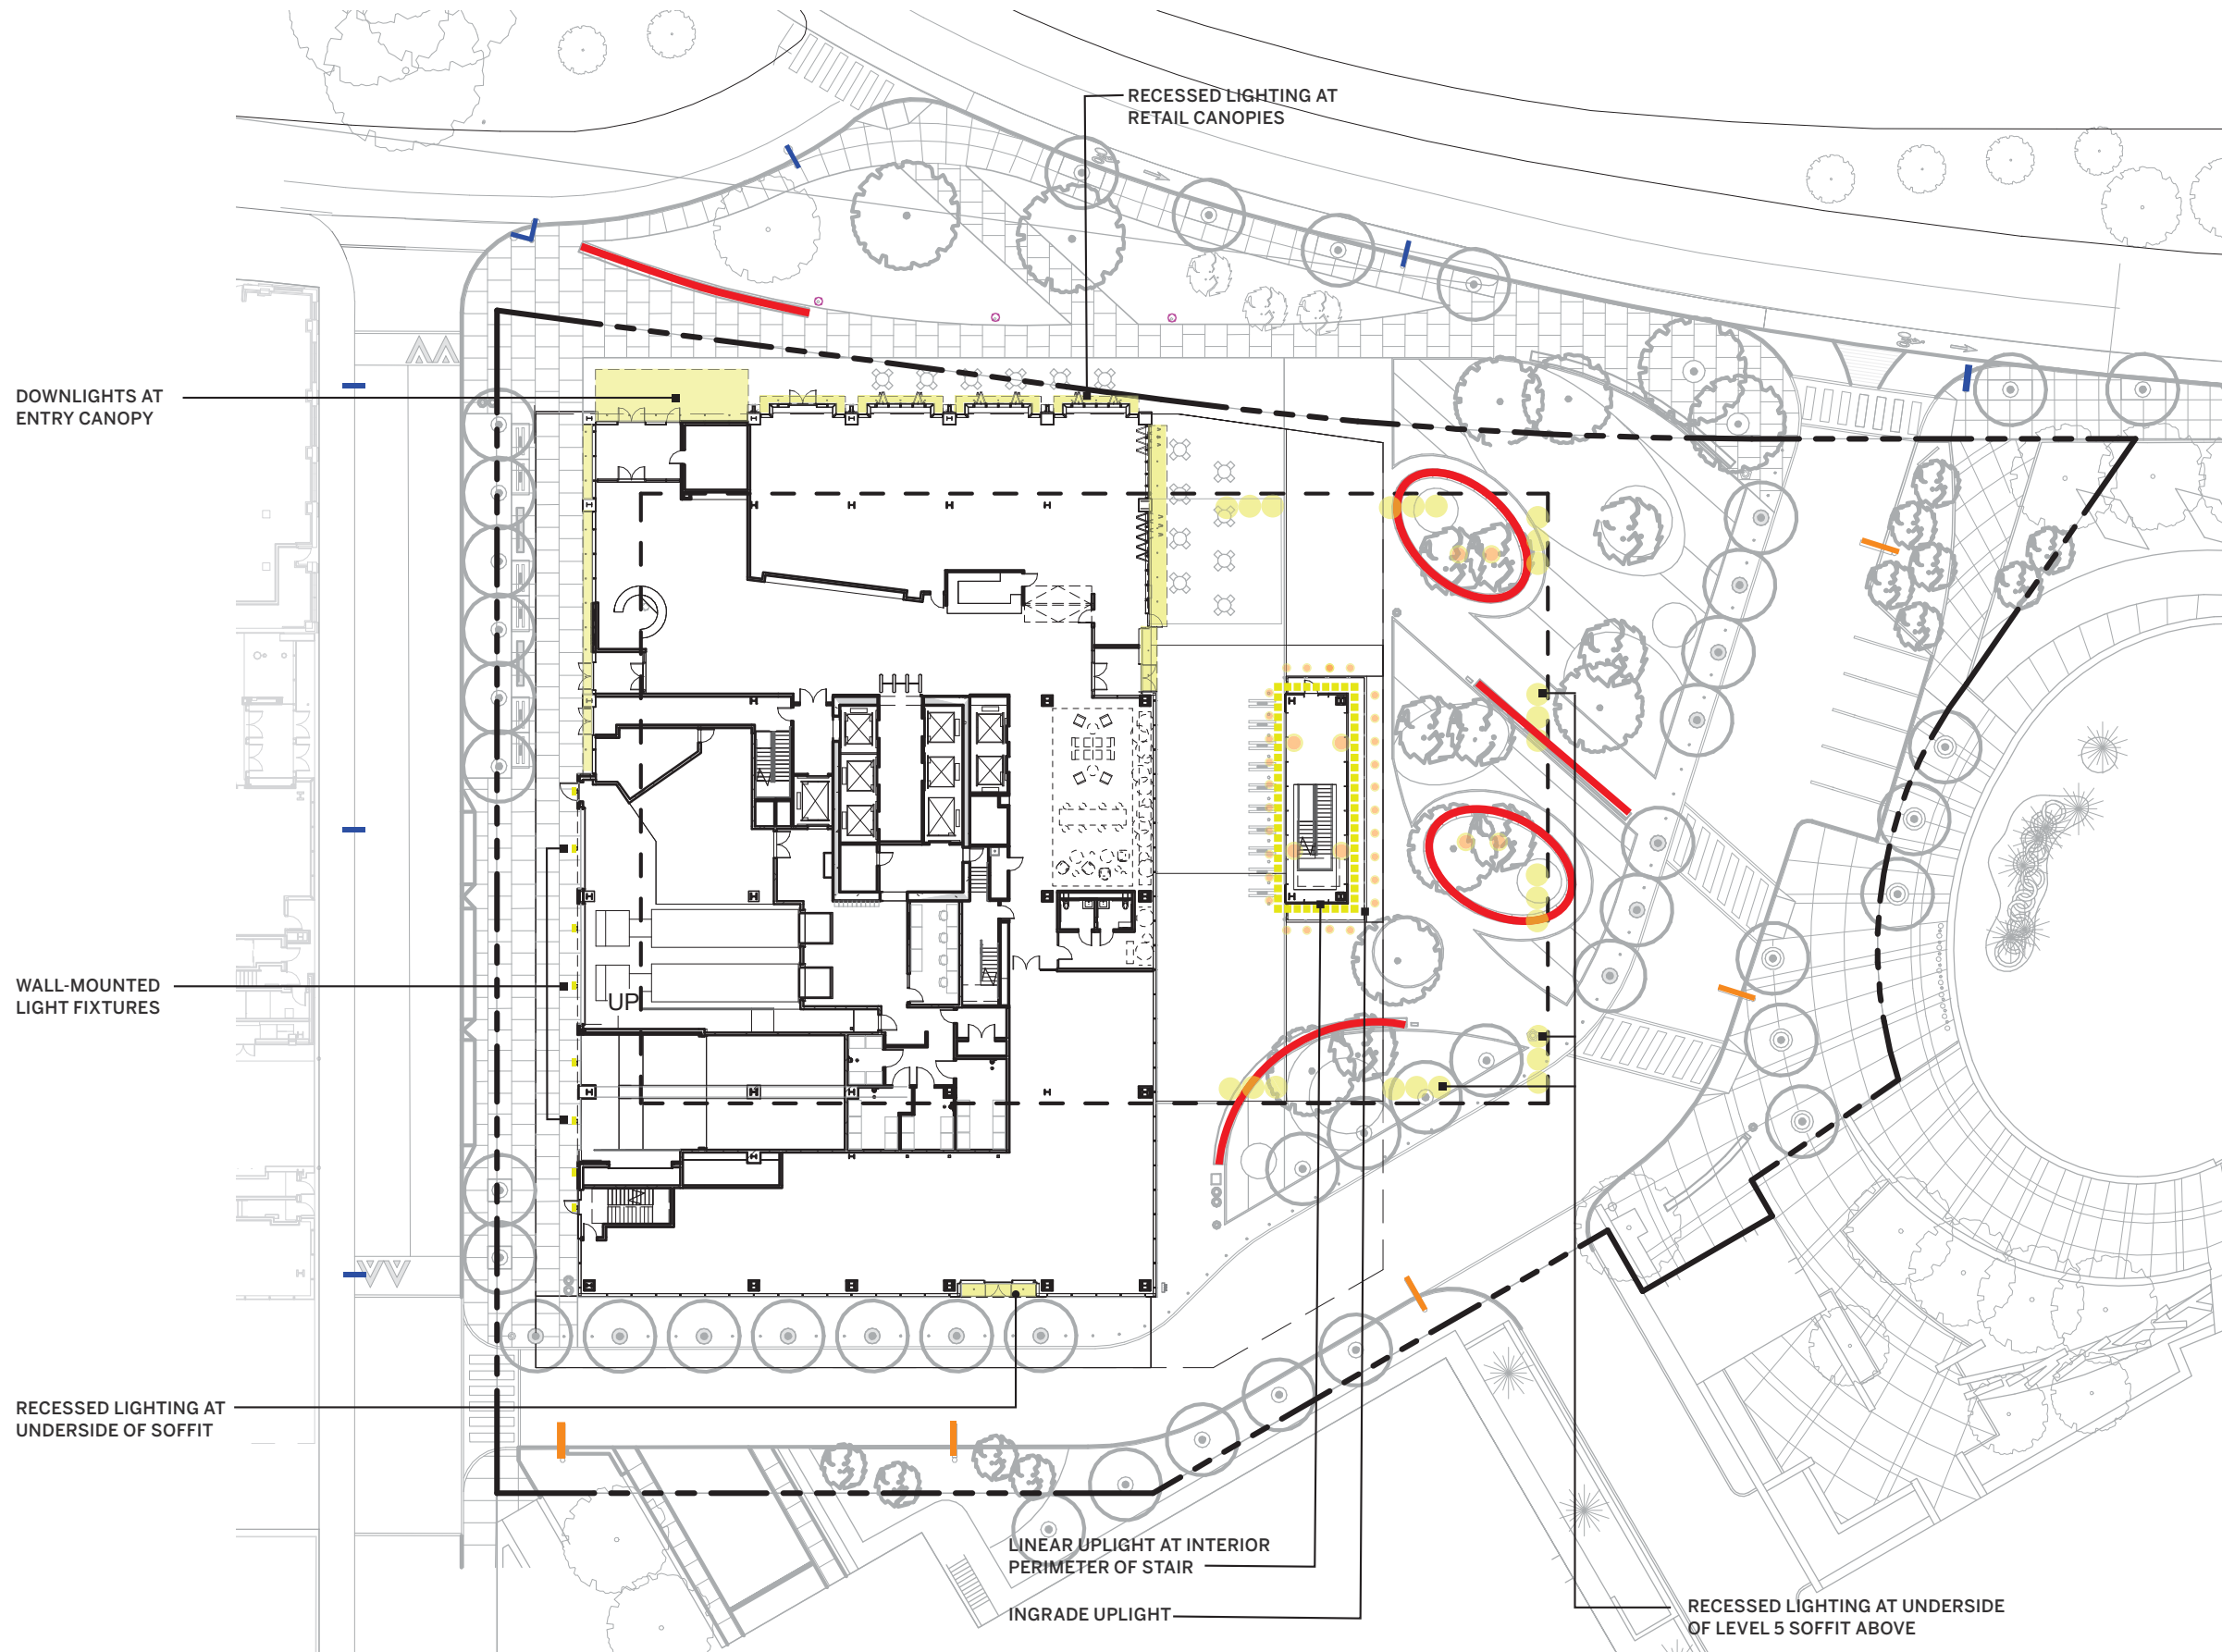 RECESSED LIGHTING AT
RETAIL CANOPIES
DOWNLIGHTS AT
ENTRY CANOPY
WALL-MOUNTED
LIGHT FIXTURES
UP
RECESSED LIGHTING AT
UNDERSIDE OF SOFFIT
LINEAR UPLIGHT AT INTERIOR
PERIMETER OF STAIR
INGRADE UPLIGHT
RECESSED LIGHTING AT UNDERSIDE
OF LEVEL 5 SOFFIT ABOVE